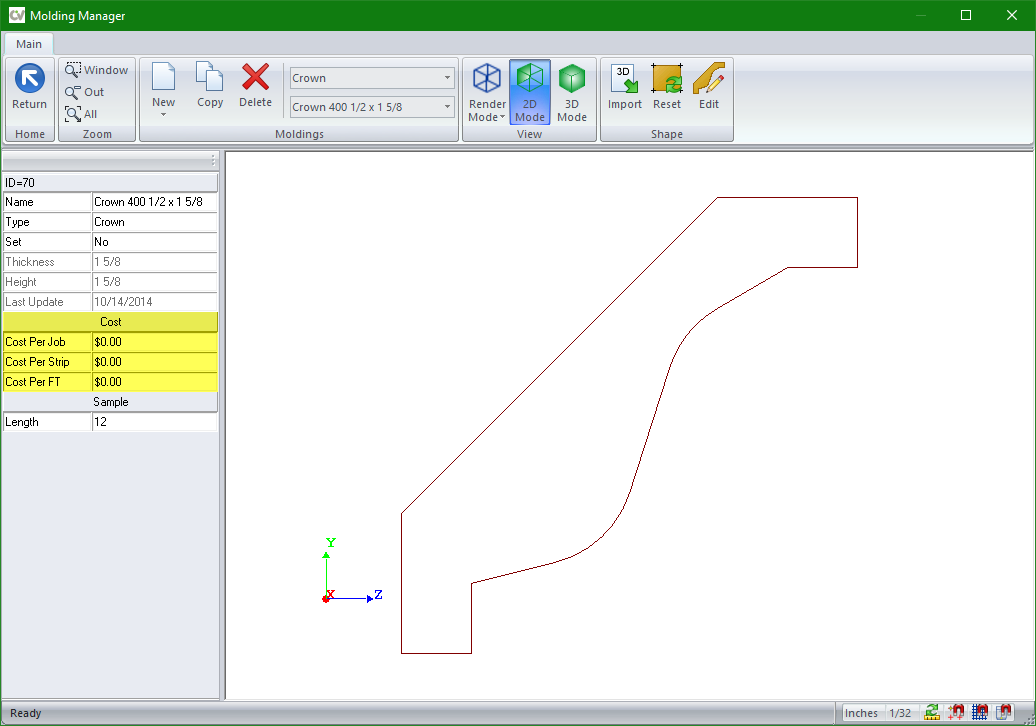 CV Molding Manager
Main
Return
Home
Window
Out
All
Zoom
New
Copy
Delete
Crown
Crown 400 1/2 x 1 5/8
Moldings
Render Mode
2D Mode
3D Mode
View
3D
Import
Reset
Edit
Shape
ID=70
Name Crown 400 1/2 x 1 5/8
Type Crown
Set No
Thickness 1 5/8
Height 1 5/8
Last Update 10/14/2014
Cost
Cost Per Job $0.00
Cost Per Strip $0.00
Cost Per FT $0.00
Sample
Length 12
Y
X Z
Ready
Inches 1/32